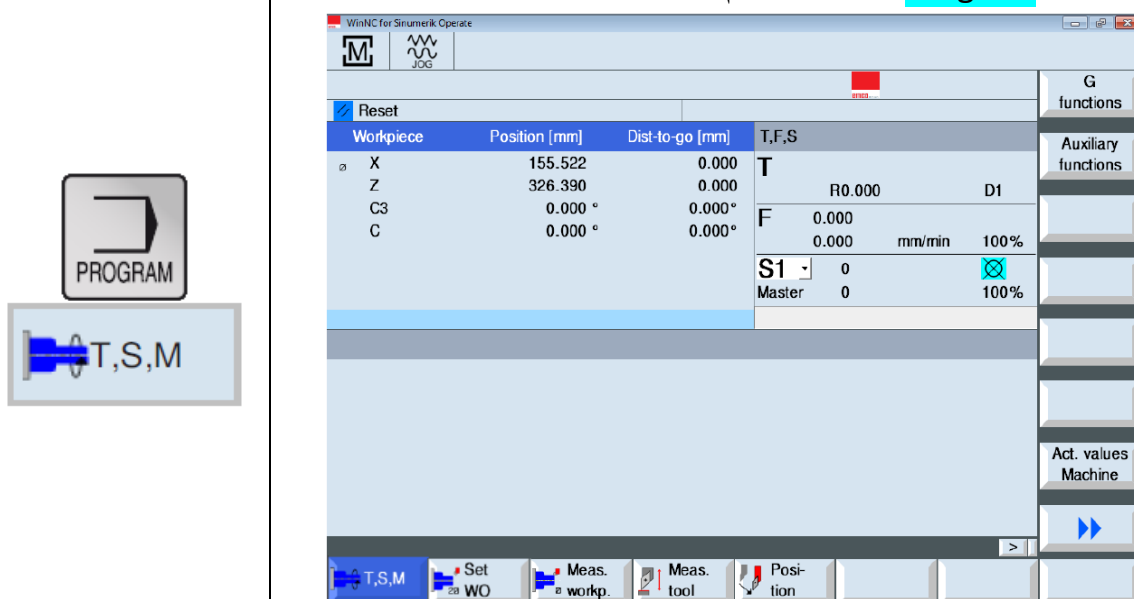 PROGRAM
T,S,M
WinNC for Sinumerik Operate
M
JOG
G
functions
emco
Reset
Workpiece Position [mm] Dist-to-go [mm] T,F,S
Auxiliary
functions
ø X 155.522 0.000
Z 326.390 0.000
C3 0.000 ° 0.000°
C 0.000 ° 0.000°
T
R0.000 D1
F 0.000
0.000 mm/min 100%
S1 0
Master 0 100%
Act. values
Machine
>
T,S,M
Set
WO
Meas.
ø workp.
Meas.
tool
Posi-
tion